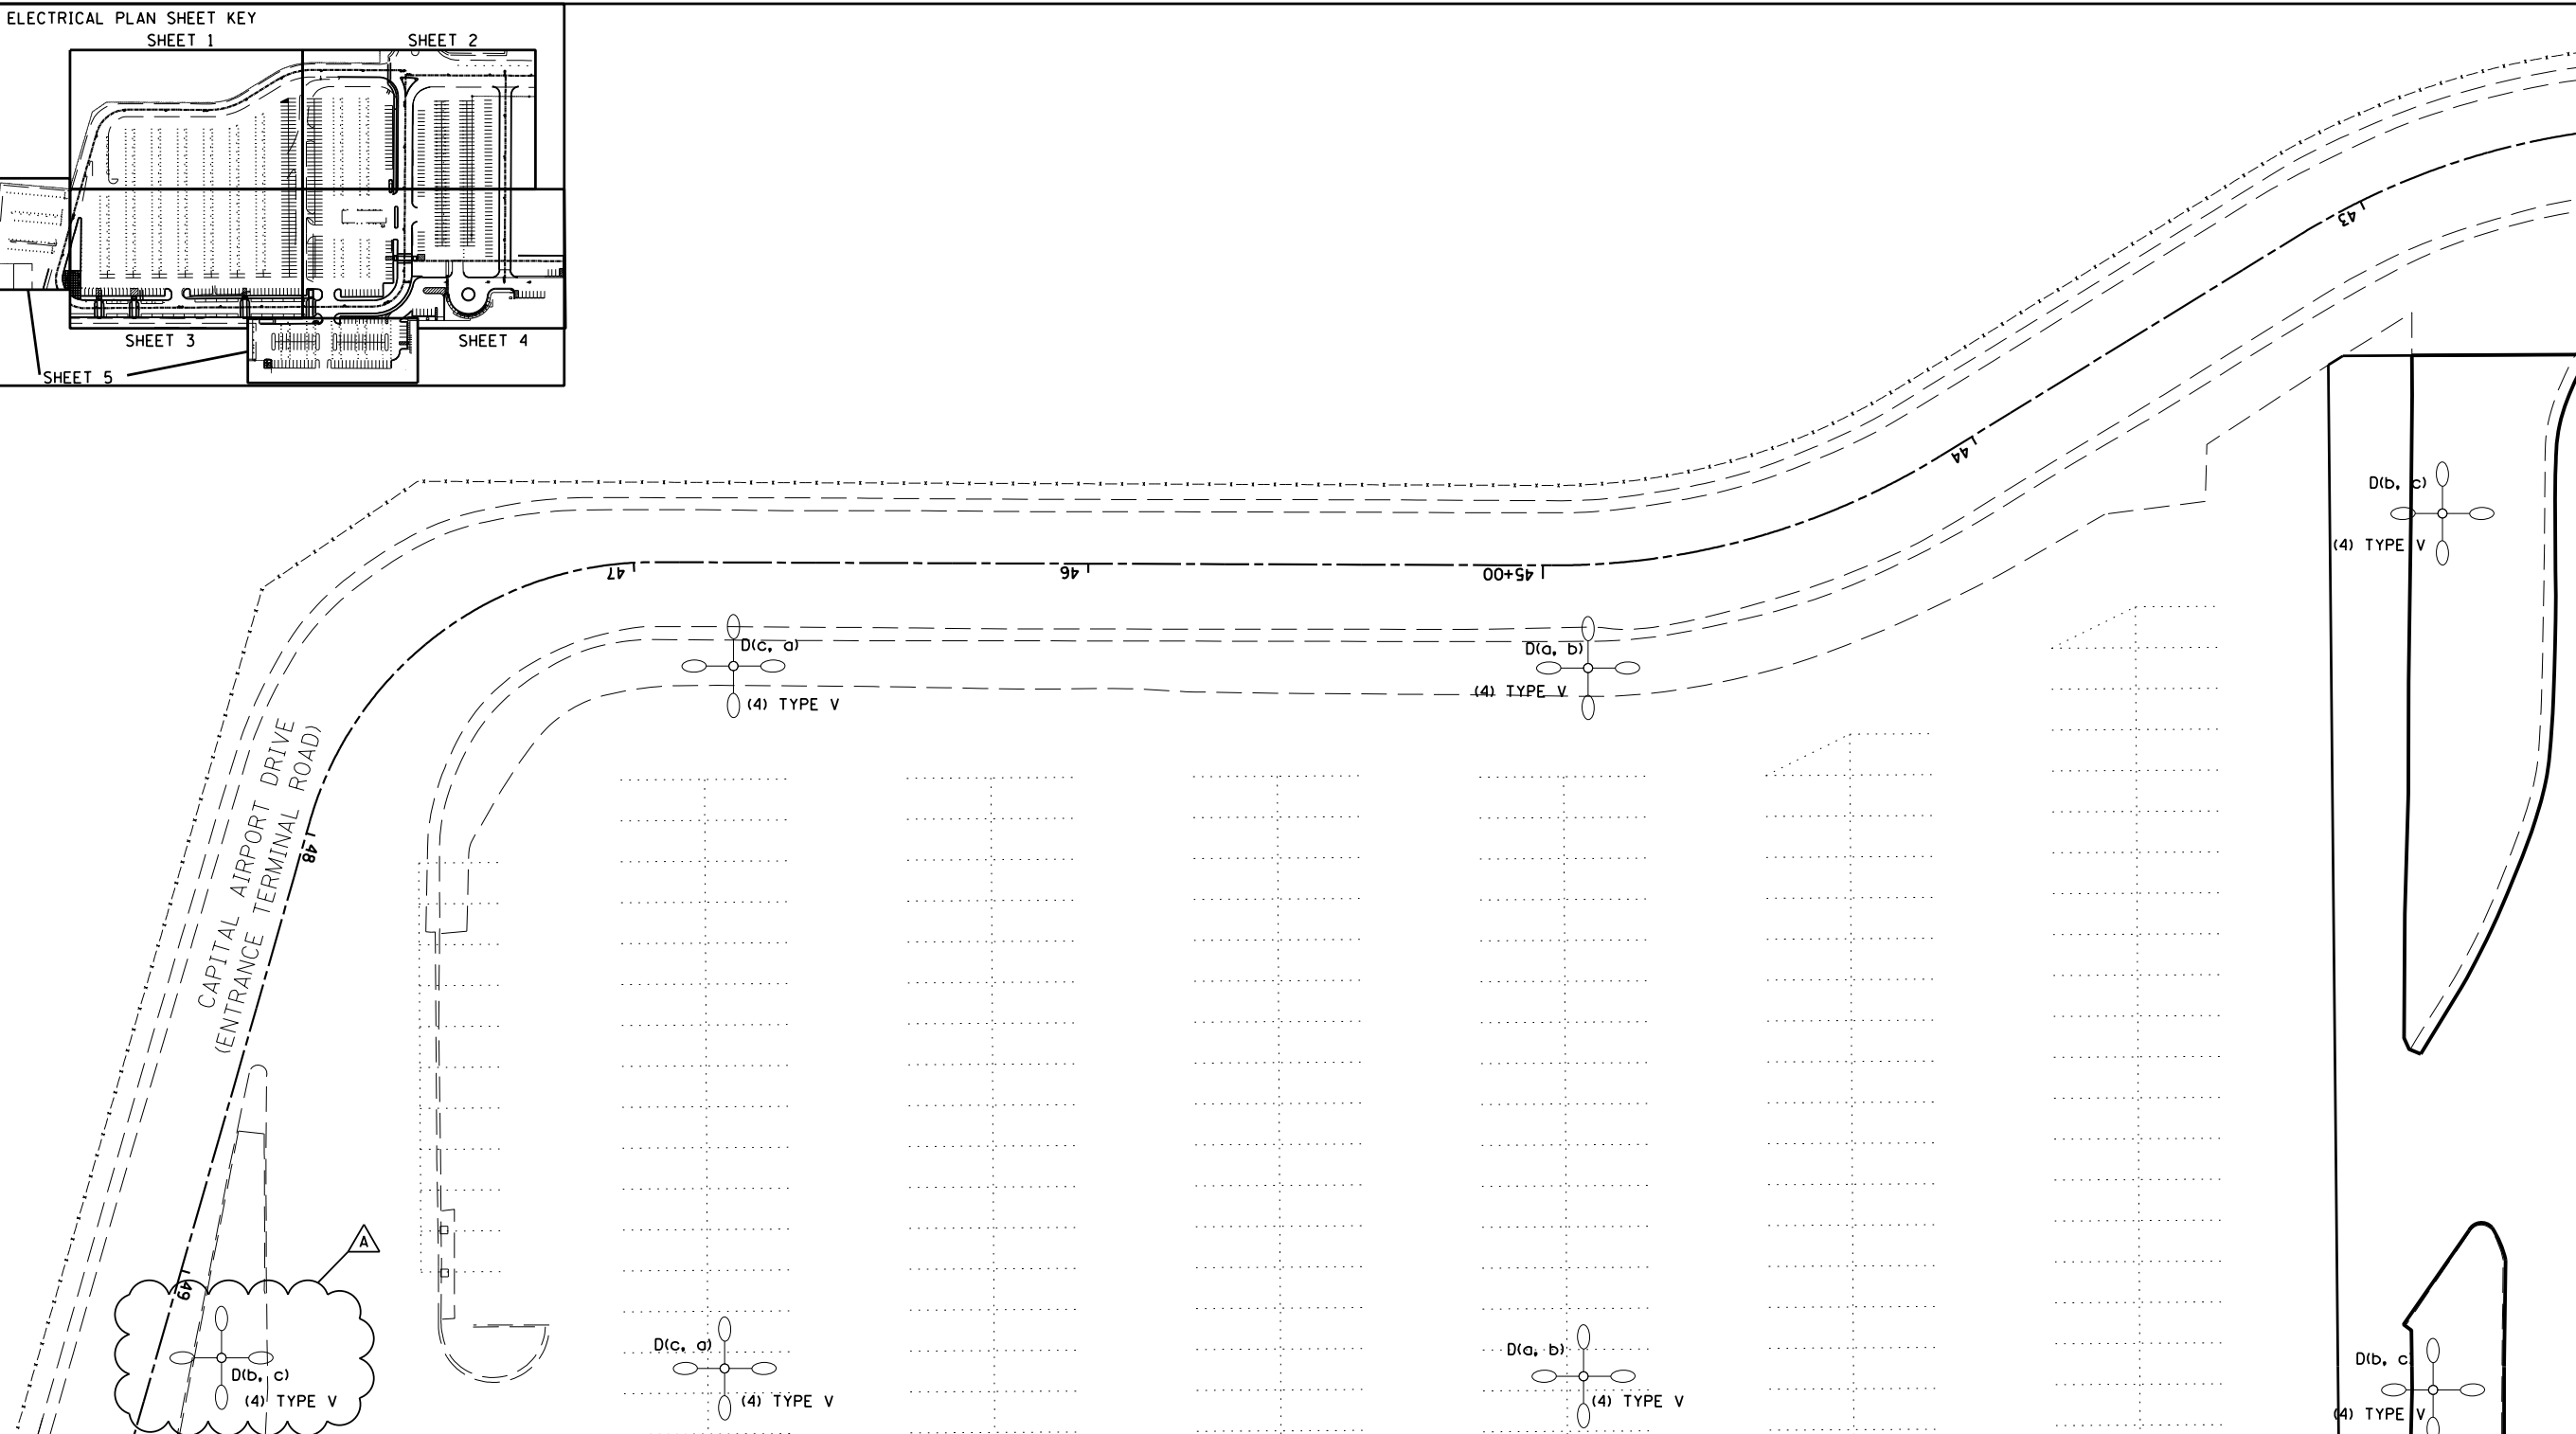 ELECTRICAL PLAN SHEET KEY
SHEET 1
SHEET 2
SHEET 3
SHEET 4
SHEET 5
43
44
45+00
46
47
48
49
D(b, c)
(4) TYPE V
D(c, a)
(4) TYPE V
D(a, b)
(4) TYPE V
CAPITAL AIRPORT DRIVE
(ENTRANCE TERMINAL ROAD)
A
D(b, c)
(4) TYPE V
D(c, a)
(4) TYPE V
D(a, b)
(4) TYPE V
D(b, c
(4) TYPE V